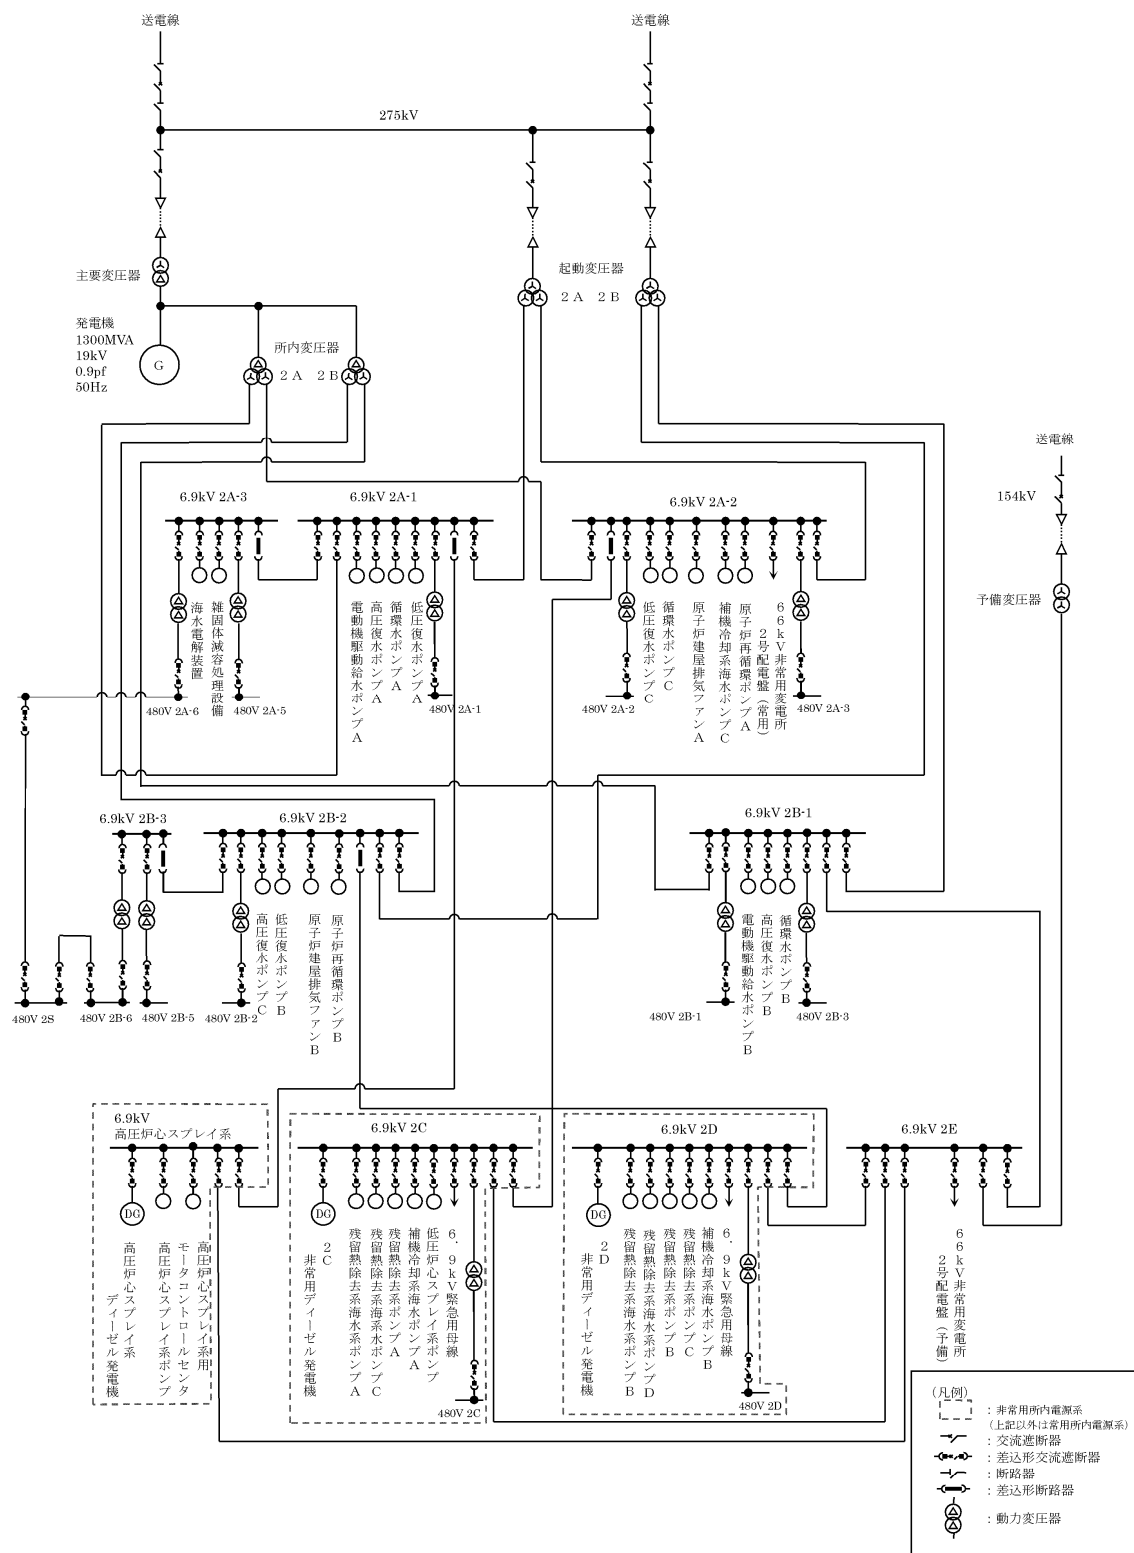 送電線
送電線
275kV
主要変圧器
起動変圧器
2A 2B
発電機
1300MVA
19kV
0.9pf
50Hz
G
所内変圧器
2A 2B
送電線
154kV
予備変圧器
6.9kV 2A-3
6.9kV 2A-1
6.9kV 2A-2
海水電解装置
雑固体減容処理設備
電動機駆動給水ポンプA
高圧復水ポンプA
循環水ポンプA
低圧復水ポンプA
低圧復水ポンプC
循環水ポンプC
原子炉建屋排気ファンA
補機冷却系海水ポンプC
原子炉再循環ポンプA
66kV非常用変電所
2号配電盤(常用)
480V 2A-6
480V 2A-5
480V 2A-1
480V 2A-2
480V 2A-3
6.9kV 2B-3
6.9kV 2B-2
6.9kV 2B-1
高圧復水ポンプC
低圧復水ポンプB
原子炉建屋排気ファンB
原子炉再循環ポンプB
電動機駆動給水ポンプB
高圧復水ポンプB
循環水ポンプB
480V 2S
480V 2B-6
480V 2B-5
480V 2B-2
480V 2B-1
480V 2B-3
6.9kV
高圧炉心スプレイ系
6.9kV 2C
6.9kV 2D
6.9kV 2E
DG
DG
DG
高圧炉心スプレイ系
ディーゼル発電機
高圧炉心スプレイ系ポンプ
高圧炉心スプレイ系用
モータコントロールセンタ
2C
非常用ディーゼル発電機
残留熱除去系海水系ポンプA
残留熱除去系海系水ポンプC
残留熱除去系ポンプA
補機冷却系海水ポンプA
低圧炉心スプレイ系ポンプ
6.9kV緊急用母線
480V 2C
2D
非常用ディーゼル発電機
残留熱除去系海水系ポンプB
残留熱除去系海水系ポンプD
残留熱除去系ポンプB
残留熱除去系ポンプC
補機冷却系海水ポンプB
6.9kV緊急用母線
480V 2D
66kV非常用変電所
2号配電盤(予備)
(凡例)
:非常用所内電源系
(上記以外は常用所内電源系)
:交流遮断器
:差込形交流遮断器
:断路器
:差込形断路器
:動力変圧器